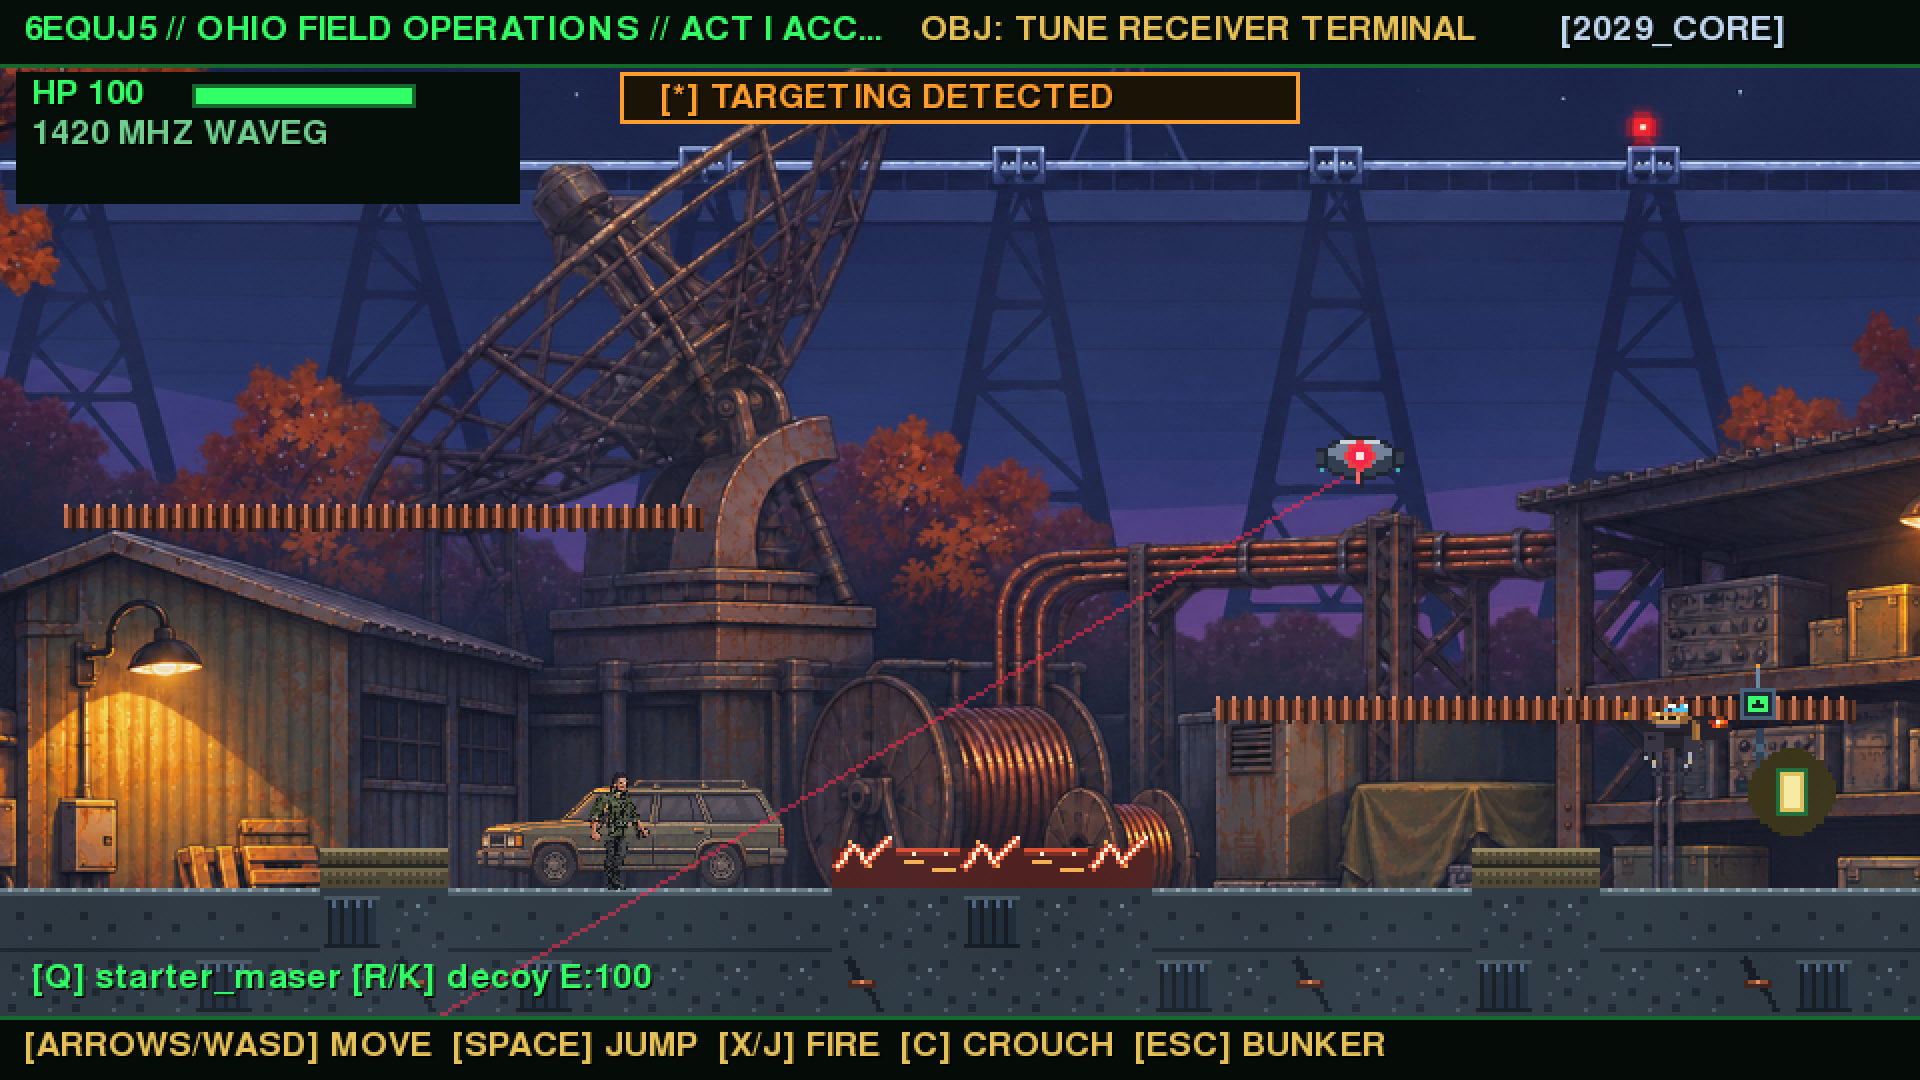 6EQUJ5 // OHIO FIELD OPERATIONS // ACT I ACC... OBJ: TUNE RECEIVER TERMINAL [2029_CORE]
HP 100
[*] TARGETING DETECTED
1420 MHZ WAVEG
[Q] starter_maser [R/K] decoy E:100
[ARROWS/WASD] MOVE [SPACE] JUMP [X/J] FIRE [C] CROUCH [ESC] BUNKER